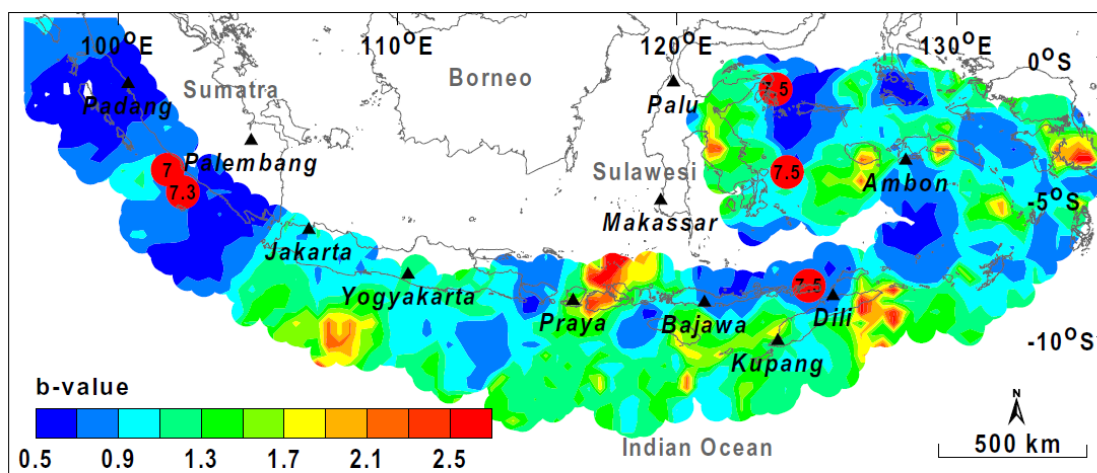 100°E 110°E 120°E 130°E
0°S
Borneo
7.5
Sumatra
Padang
Palu
Palembang
7
Sulawesi
7.5
Ambon
7.3
Makassar
-5°S
Jakarta
Yogyakarta
7.5
Praya
Bajawa
Dili
Kupang
-10°S
b-value
0.5 0.9 1.3 1.7 2.1 2.5
Indian Ocean
N
500 km